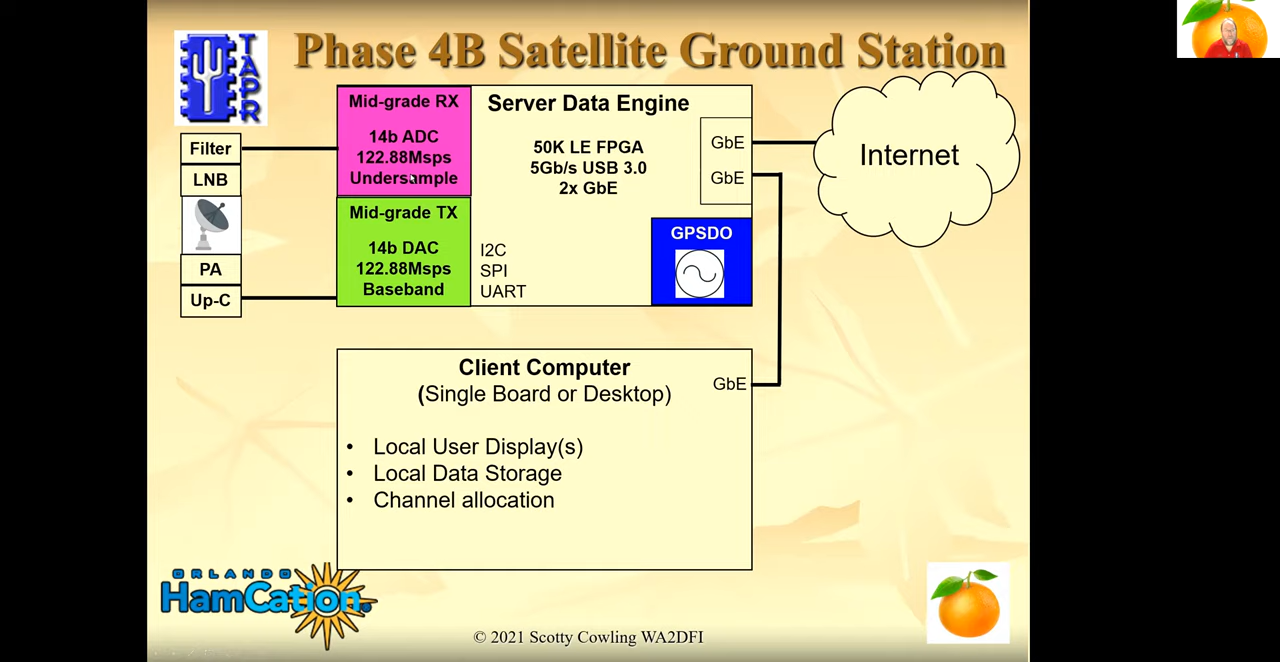 TAPR
Phase 4B Satellite Ground Station
Filter
LNB
PA
Up-C
Mid-grade RX
14b ADC
122.88Msps
Undersample
Mid-grade TX
14b DAC
122.88Msps
Baseband
Server Data Engine
50K LE FPGA
5Gb/s USB 3.0
2x GbE
I2C
SPI
UART
GbE
GbE
GPSDO
Internet
Client Computer
(Single Board or Desktop)
GbE
• Local User Display(s)
• Local Data Storage
• Channel allocation
ORLANDO
HamCation
© 2021 Scotty Cowling WA2DFI